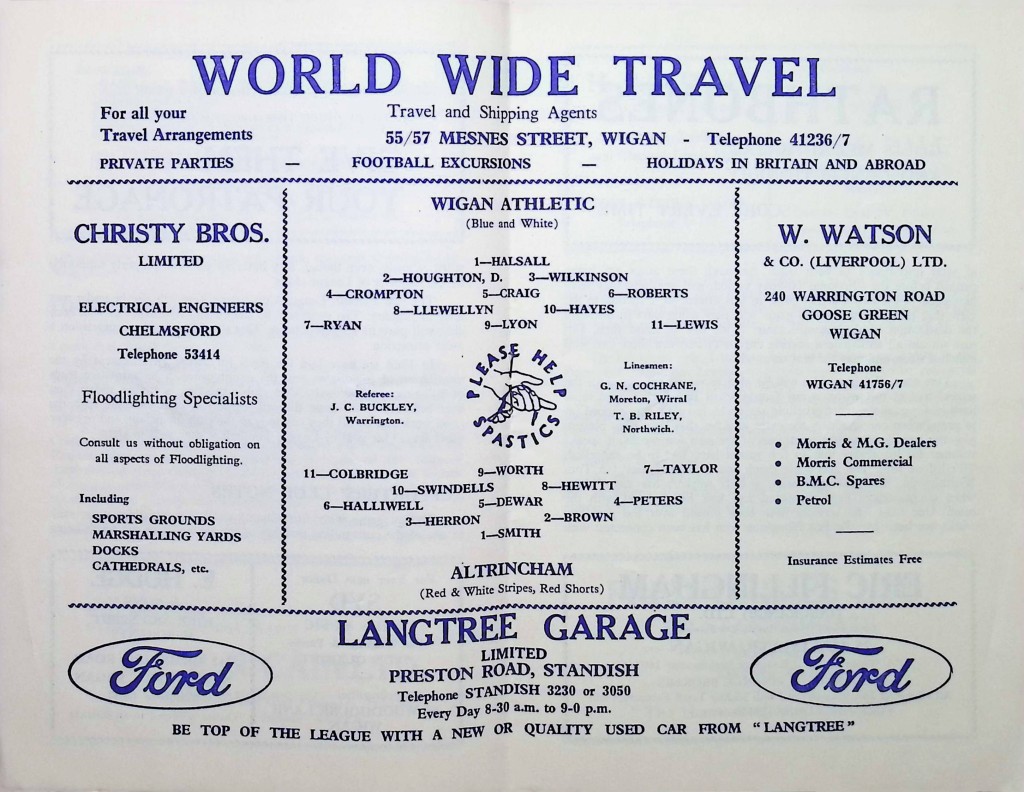 WORLD WIDE TRAVEL
For all your
Travel Arrangements
Travel and Shipping Agents
55/57 MESNES STREET, WIGAN - Telephone 41236/7
PRIVATE PARTIES — FOOTBALL EXCURSIONS — HOLIDAYS IN BRITAIN AND ABROAD
CHRISTY BROS.
LIMITED
ELECTRICAL ENGINEERS
CHELMSFORD
Telephone 53414
Floodlighting Specialists
Consult us without obligation on
all aspects of Floodlighting.
Including
SPORTS GROUNDS
MARSHALLING YARDS
DOCKS
CATHEDRALS, etc.
WIGAN ATHLETIC
(Blue and White)
1—HALSALL
2—HOUGHTON, D. 3—WILKINSON
4—CROMPTON 5—CRAIG 6—ROBERTS
8—LLEWELLYN 10—HAYES
7—RYAN 9—LYON 11—LEWIS
Referee:
J. C. BUCKLEY,
Warrington.
PLEASE HELP
SPASTICS
Linesmen:
G. N. COCHRANE,
Moreton, Wirral
T. B. RILEY,
Northwich.
11—COLBRIDGE 9—WORTH 7—TAYLOR
10—SWINDELLS 8—HEWITT
6—HALLIWELL 5—DEWAR 4—PETERS
3—HERRON 2—BROWN
1—SMITH
ALTRINCHAM
(Red & White Stripes, Red Shorts)
W. WATSON
& CO. (LIVERPOOL) LTD.
240 WARRINGTON ROAD
GOOSE GREEN
WIGAN
Telephone
WIGAN 41756/7
• Morris & M.G. Dealers
• Morris Commercial
• B.M.C. Spares
• Petrol
Insurance Estimates Free
Ford
LANGTREE GARAGE
LIMITED
PRESTON ROAD, STANDISH
Telephone STANDISH 3230 or 3050
Every Day 8-30 a.m. to 9-0 p.m.
Ford
BE TOP OF THE LEAGUE WITH A NEW OR QUALITY USED CAR FROM "LANGTREE"